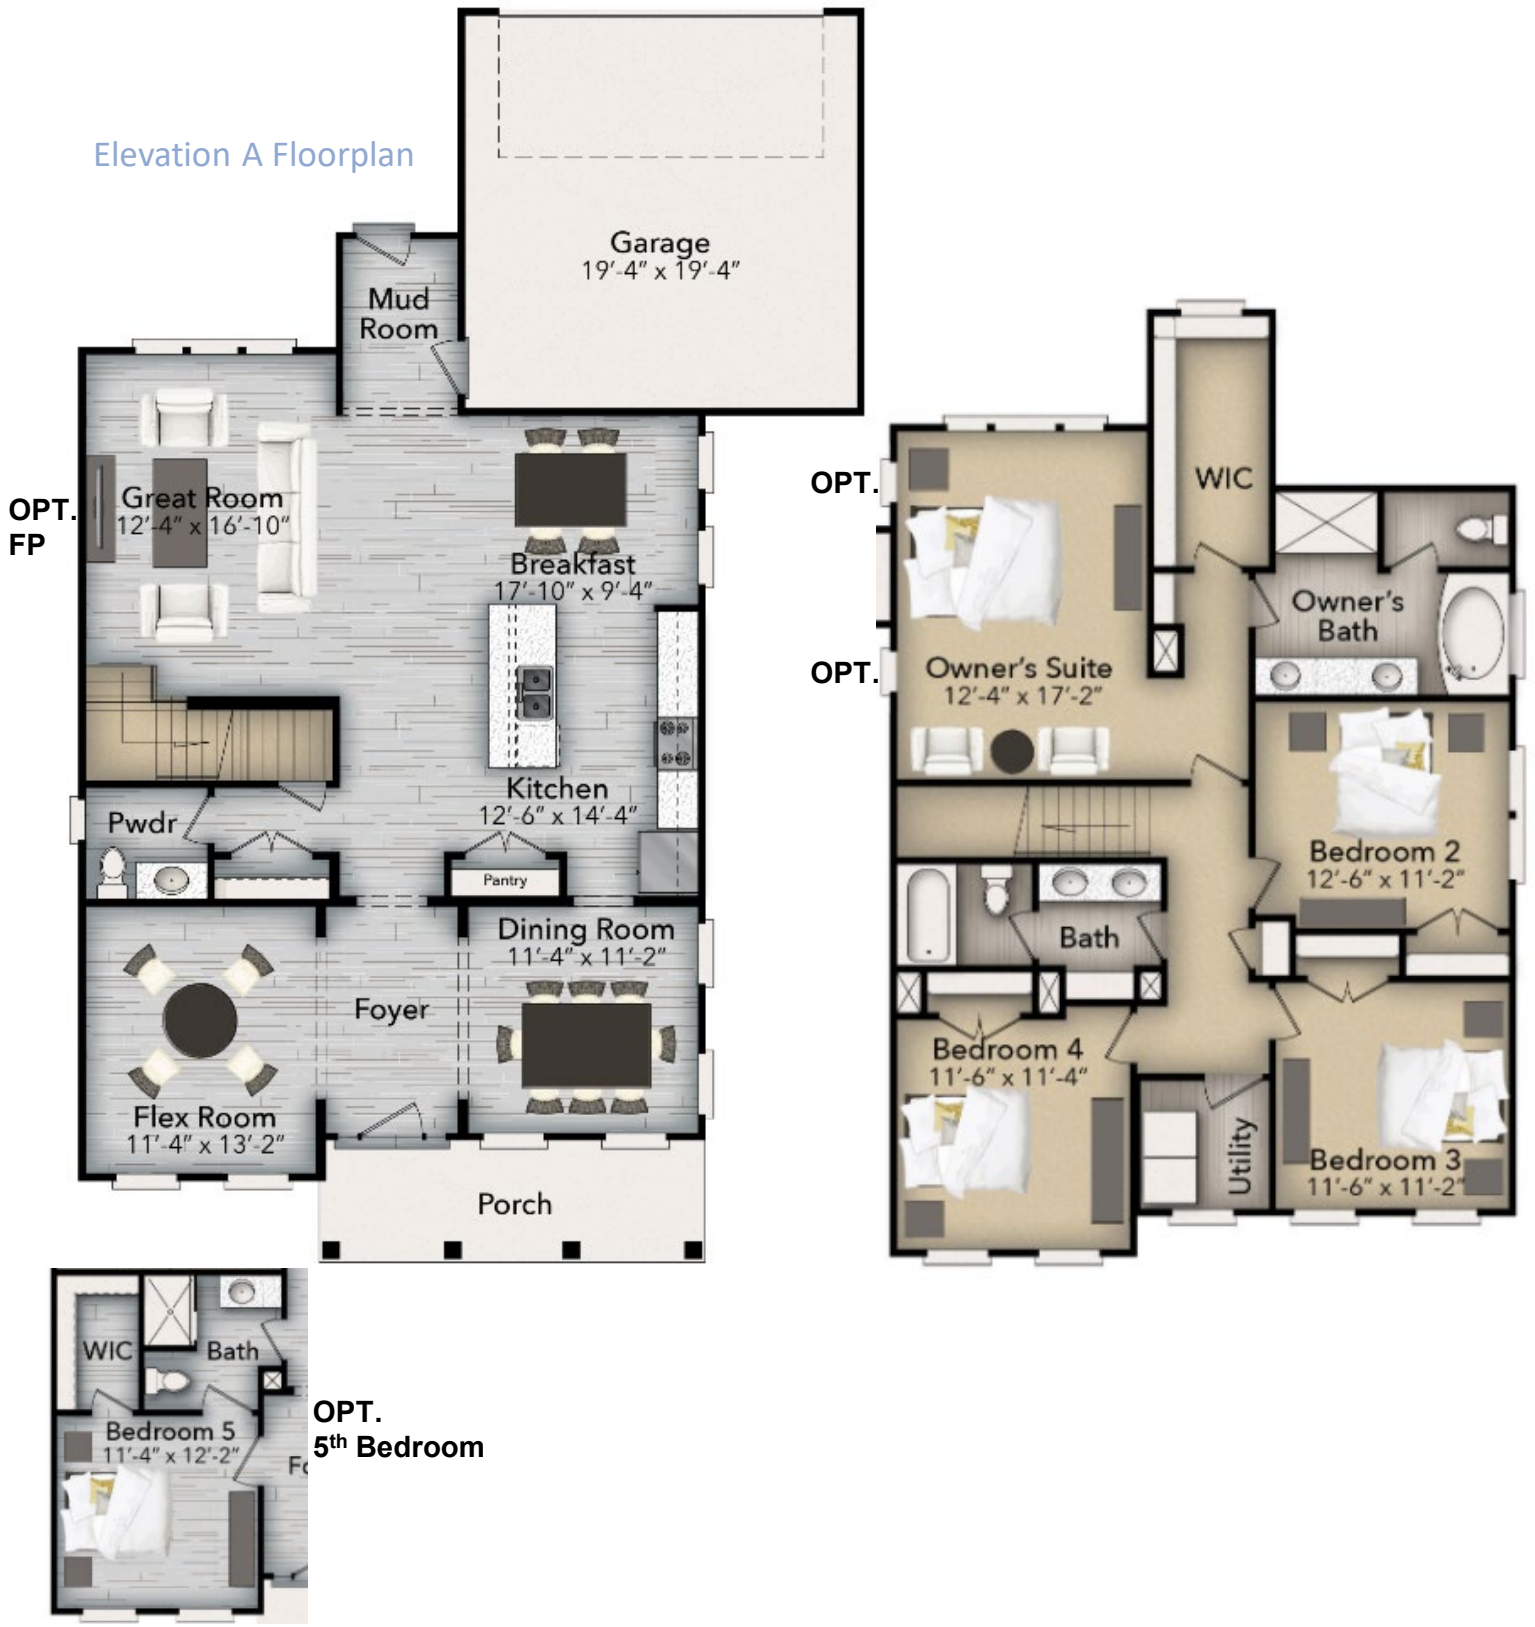 Elevation A Floorplan
Garage
19'-4" x 19'-4"
Mud
Room
OPT.
FP
Great Room
12'-4" x 16'-10"
Breakfast
17'-10" x 9'-4"
Kitchen
12'-6" x 14'-4"
Pwdr
Pantry
Dining Room
11'-4" x 11'-2"
Foyer
Flex Room
11'-4" x 13'-2"
Porch
WIC
OPT.
OPT.
Owner's
Bath
Owner's Suite
12'-4" x 17'-2"
Bedroom 2
12'-6" x 11'-2"
Bath
Bedroom 4
11'-6" x 11'-4"
Utility
Bedroom 3
11'-6" x 11'-2"
WIC
Bath
Bedroom 5
11'-4" x 12'-2"
Fo
OPT.
5th Bedroom